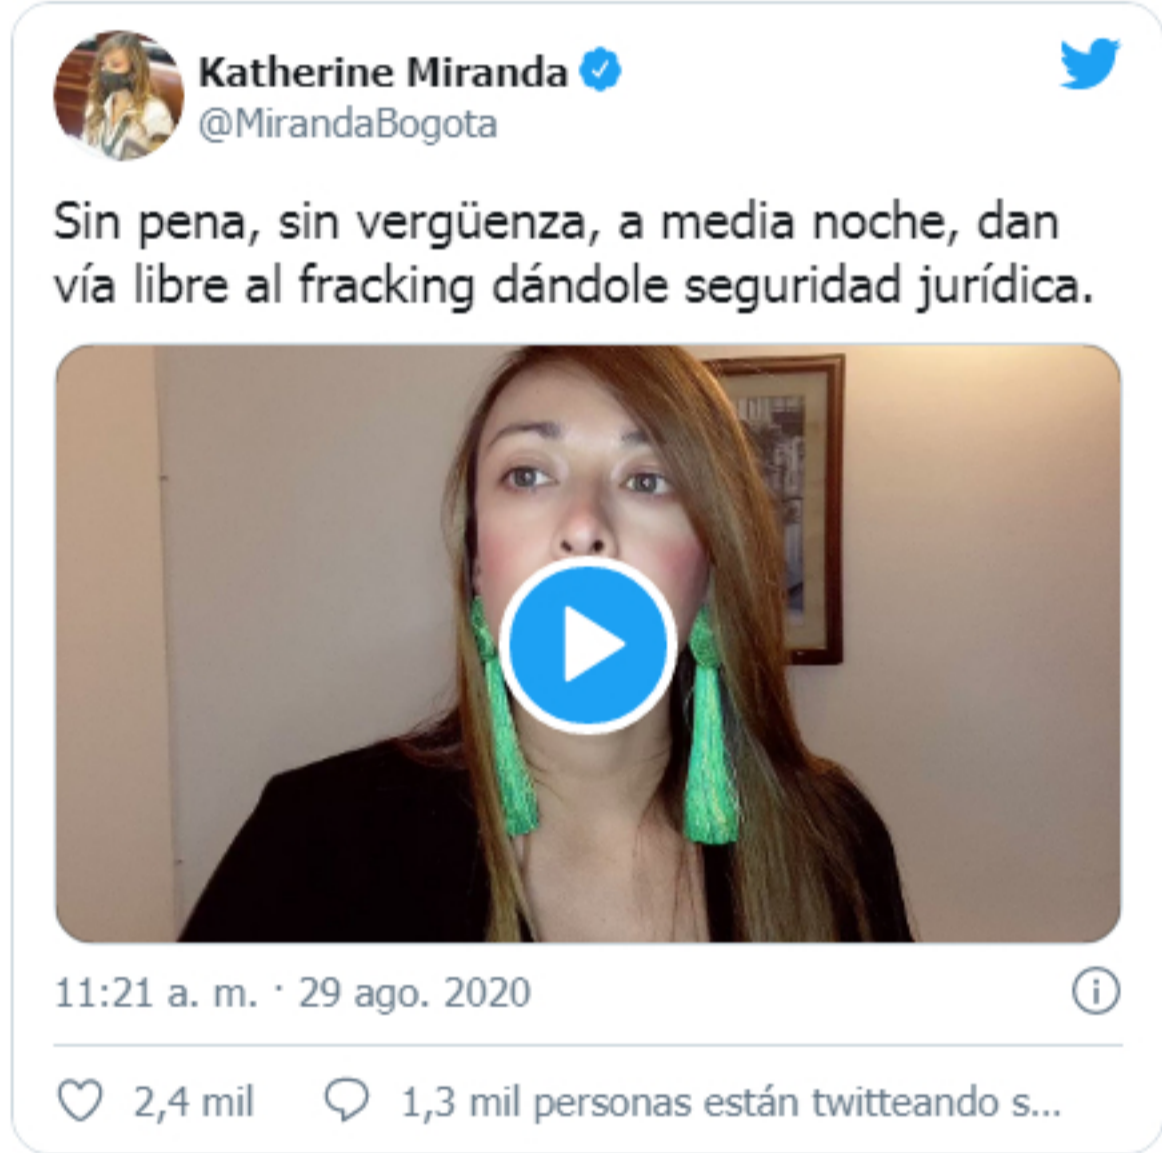 Katherine Miranda
@MirandaBogota
Sin pena, sin vergüenza, a media noche, dan
vía libre al fracking dándole seguridad jurídica.
11:21 a. m. · 29 ago. 2020
2,4 mil 1,3 mil personas están twitteando s...